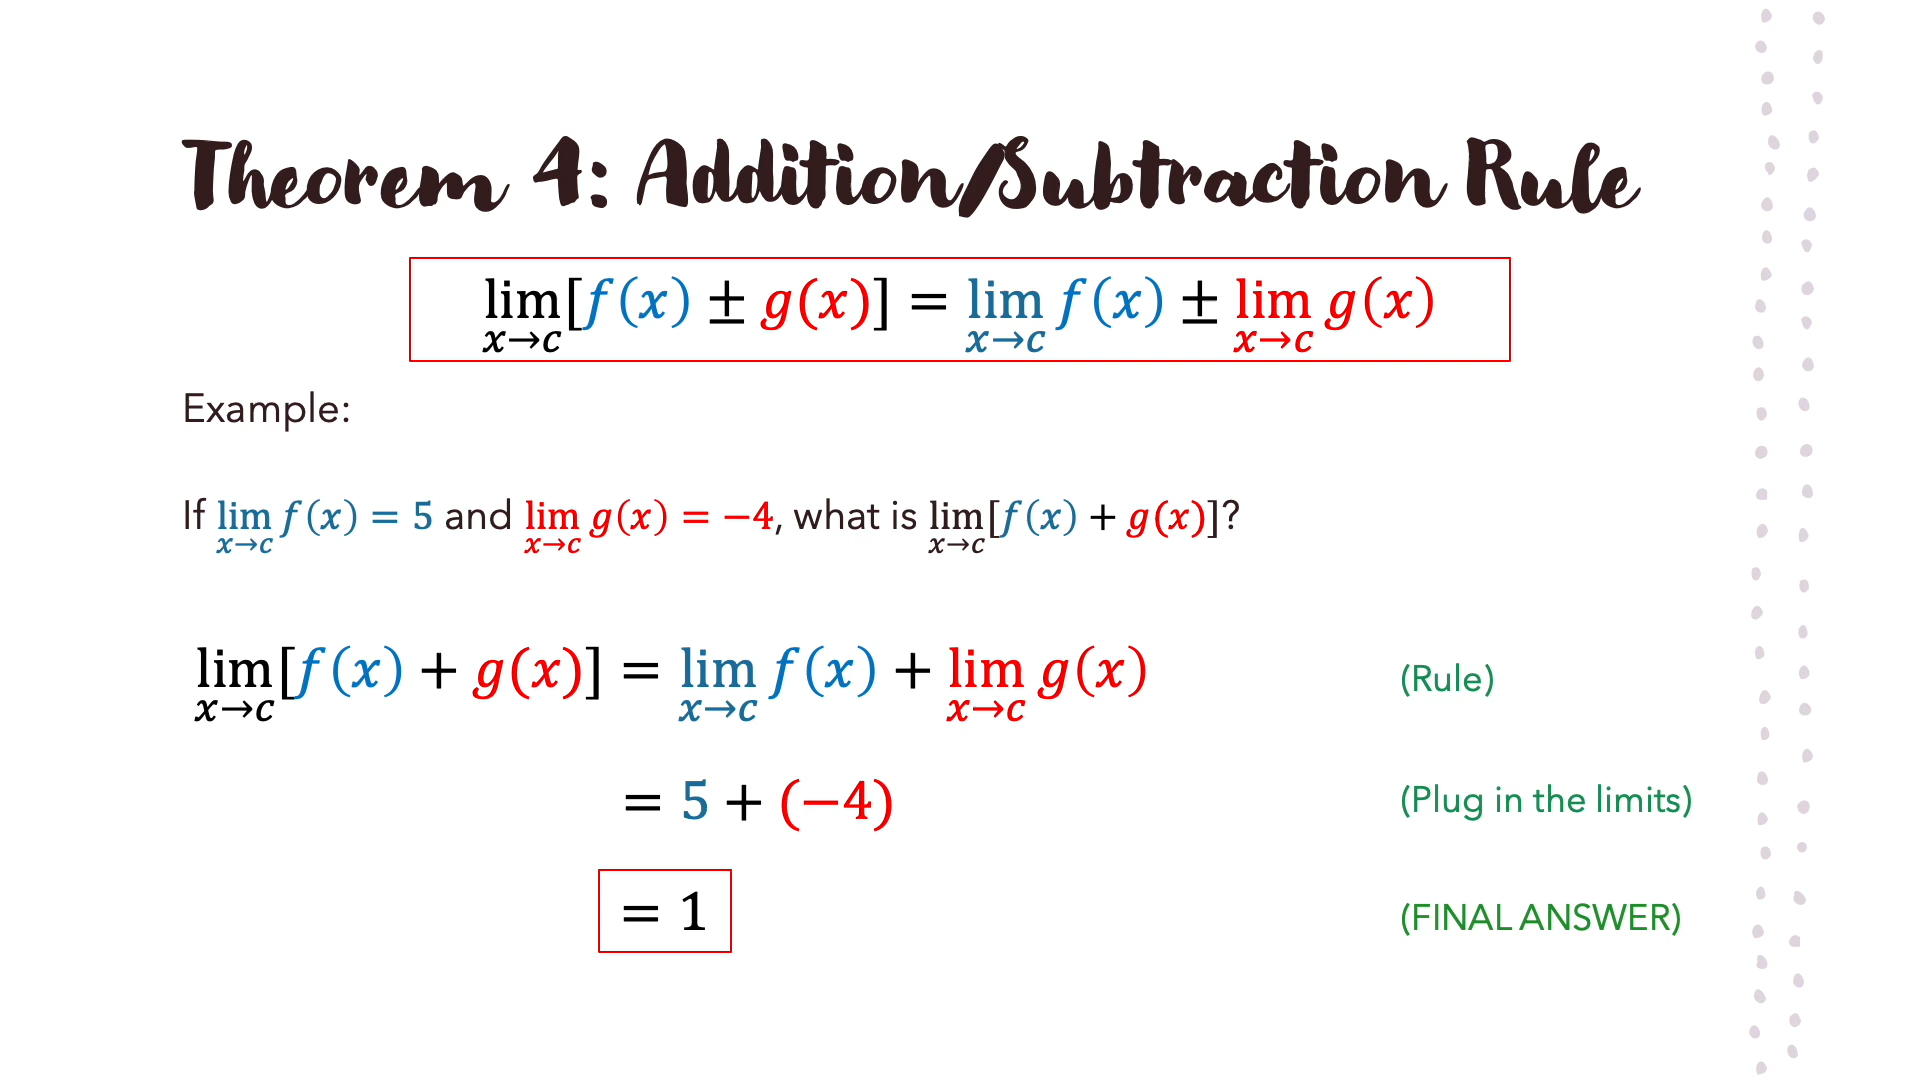 Theorem 4: Addition/Subtraction Rule
lim x→c [f(x) ± g(x)] = lim x→c f(x) ± lim x→c g(x)
Example:
If lim x→c f(x) = 5 and lim x→c g(x) = −4, what is lim x→c [f(x) + g(x)]?
lim x→c [f(x) + g(x)] = lim x→c f(x) + lim x→c g(x) (Rule)
= 5 + (−4) (Plug in the limits)
= 1 (FINAL ANSWER)